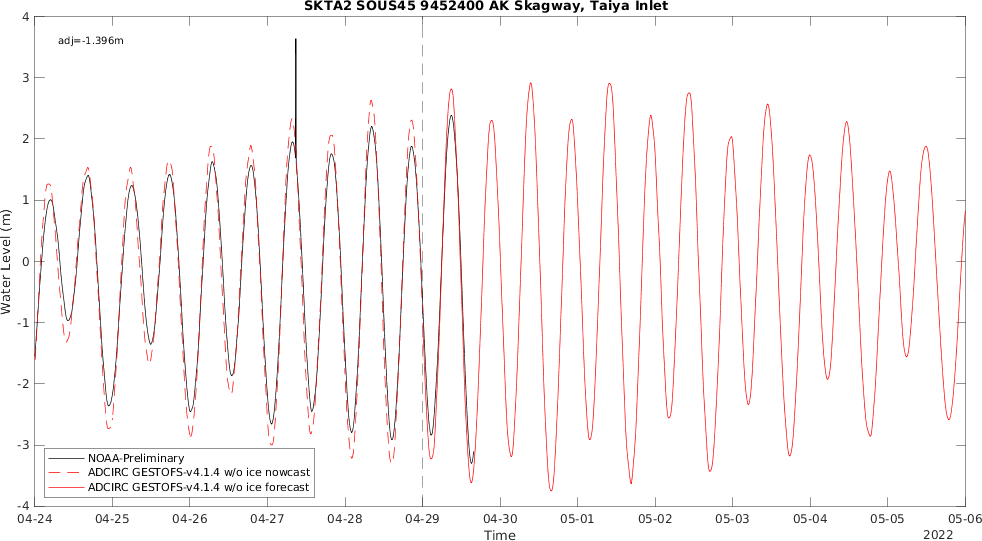 SKTA2 SOUS45 9452400 AK Skagway, Taiya Inlet
adj=-1.396m
4
3
2
1
0
-1
-2
-3
-4
Water Level (m)
NOAA-Preliminary
ADCIRC GESTOFS-v4.1.4 w/o ice nowcast
ADCIRC GESTOFS-v4.1.4 w/o ice forecast
04-24 04-25 04-26 04-27 04-28 04-29 04-30 05-01 05-02 05-03 05-04 05-05 05-06
Time
2022